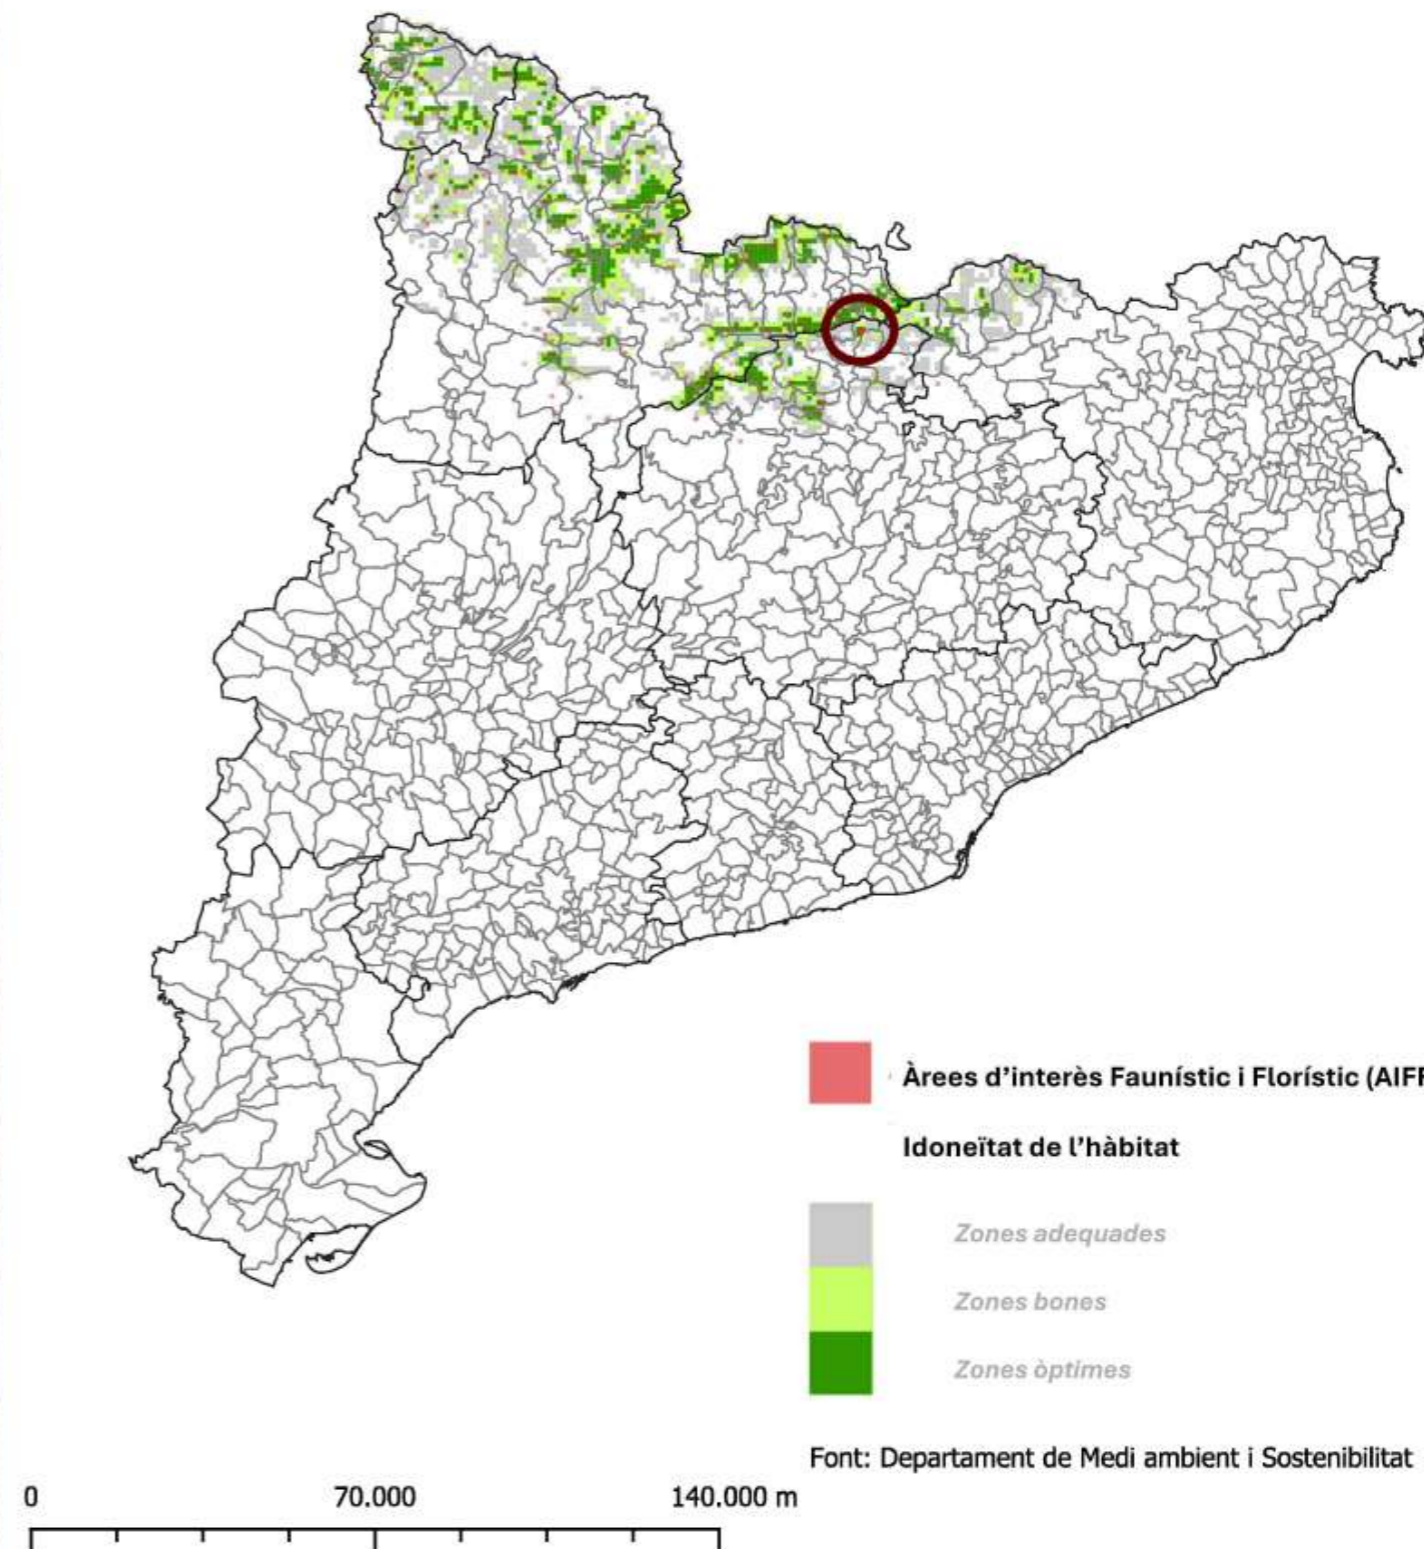 Àrees d’interès Faunístic i Florístic (AIFF
Idoneïtat de l’hàbitat
Zones adequades
Zones bones
Zones òptimes
Font: Departament de Medi ambient i Sostenibilitat
0 70.000 140.000 m